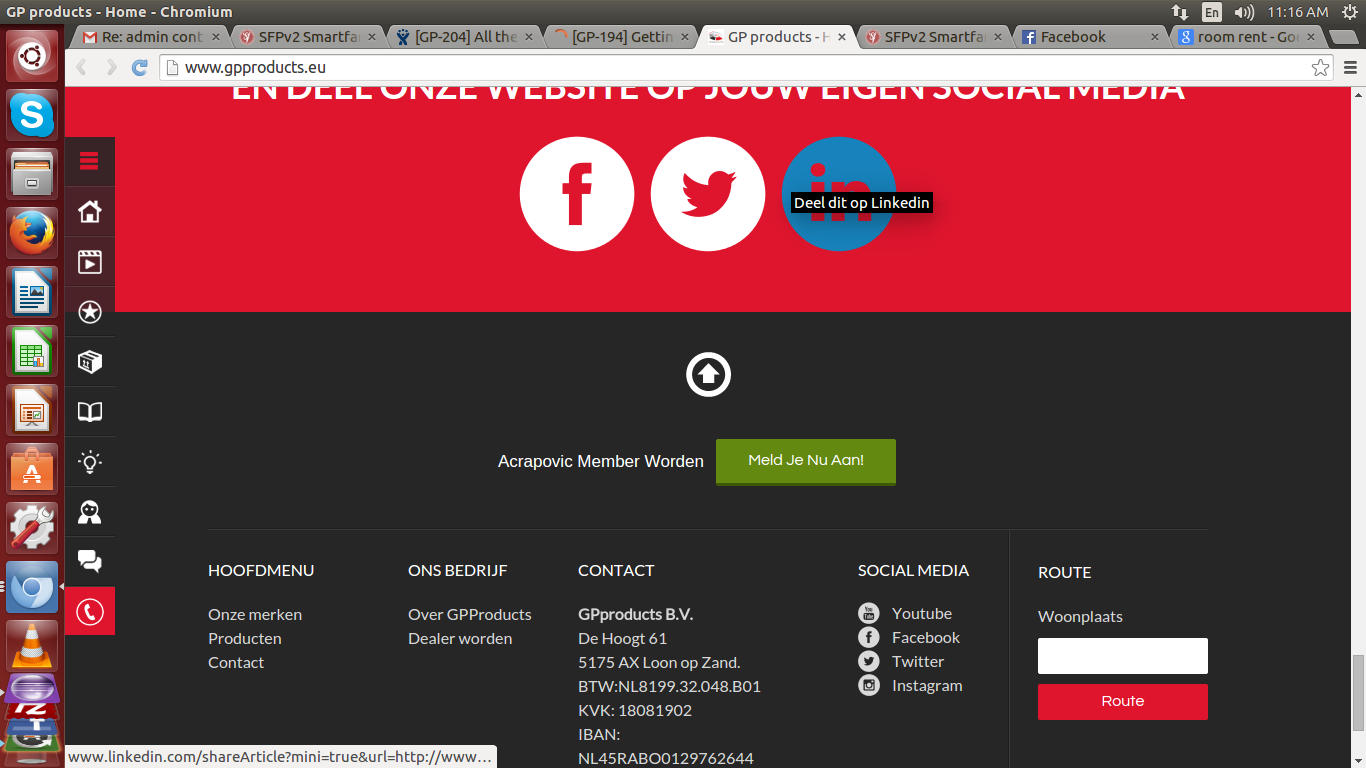 GP products - Home - Chromium
En
11:16 AM
Re: admin cont
SFPv2 Smartfa
[GP-204] All the
[GP-194] Gettin
GP products - H
SFPv2 Smartfa
Facebook
room rent - Go
www.gpproducts.eu
EN DEEL ONZE WEBSITE OP JOUW EIGEN SOCIAL MEDIA
in
Deel dit op Linkedin
Acrapovic Member Worden
Meld Je Nu Aan!
HOOFDMENU
Onze merken
Producten
Contact
ONS BEDRIJF
Over GPProducts
Dealer worden
CONTACT
GPproducts B.V.
De Hoogt 61
5175 AX Loon op Zand.
BTW:NL8199.32.048.B01
KVK: 18081902
IBAN:
NL45RABO0129762644
SOCIAL MEDIA
Youtube
Facebook
Twitter
Instagram
ROUTE
Woonplaats
Route
www.linkedin.com/shareArticle?mini=true&url=http://www...